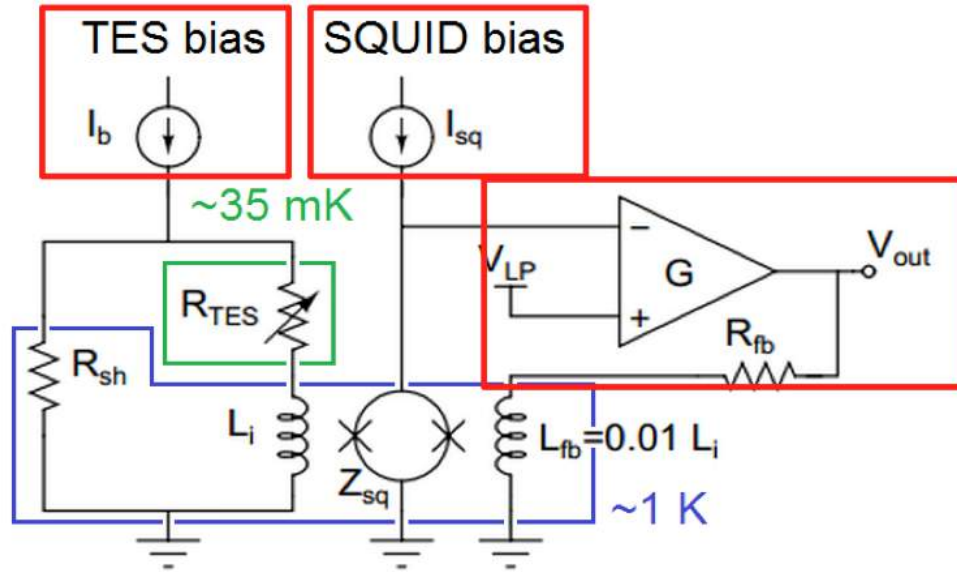 TES bias
SQUID bias
I_b
I_sq
~35 mK
V_LP
−
G
+
V_out
R_TES
R_fb
R_sh
L_i
Z_sq
L_fb=0.01 L_i
~1 K